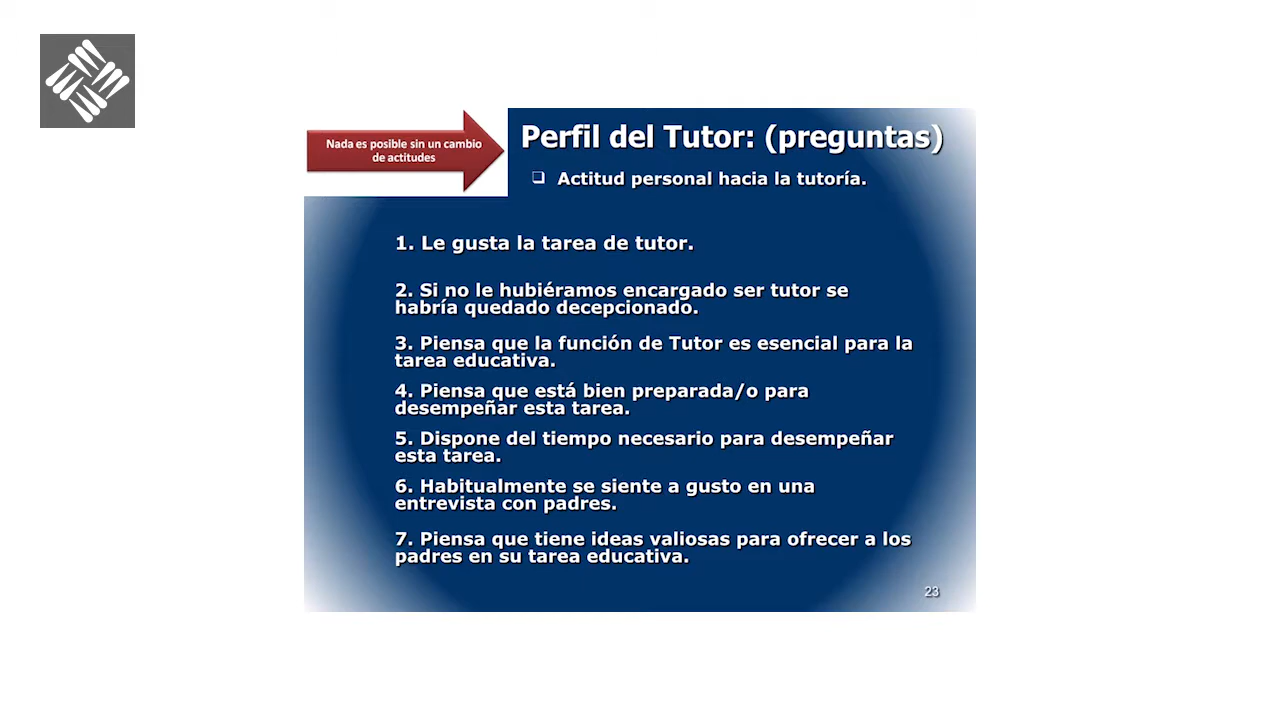 Nada es posible sin un cambio
de actitudes
Perfil del Tutor: (preguntas)
Actitud personal hacia la tutoría.
1. Le gusta la tarea de tutor.
2. Si no le hubiéramos encargado ser tutor se
habría quedado decepcionado.
3. Piensa que la función de Tutor es esencial para la
tarea educativa.
4. Piensa que está bien preparada/o para
desempeñar esta tarea.
5. Dispone del tiempo necesario para desempeñar
esta tarea.
6. Habitualmente se siente a gusto en una
entrevista con padres.
7. Piensa que tiene ideas valiosas para ofrecer a los
padres en su tarea educativa.
23